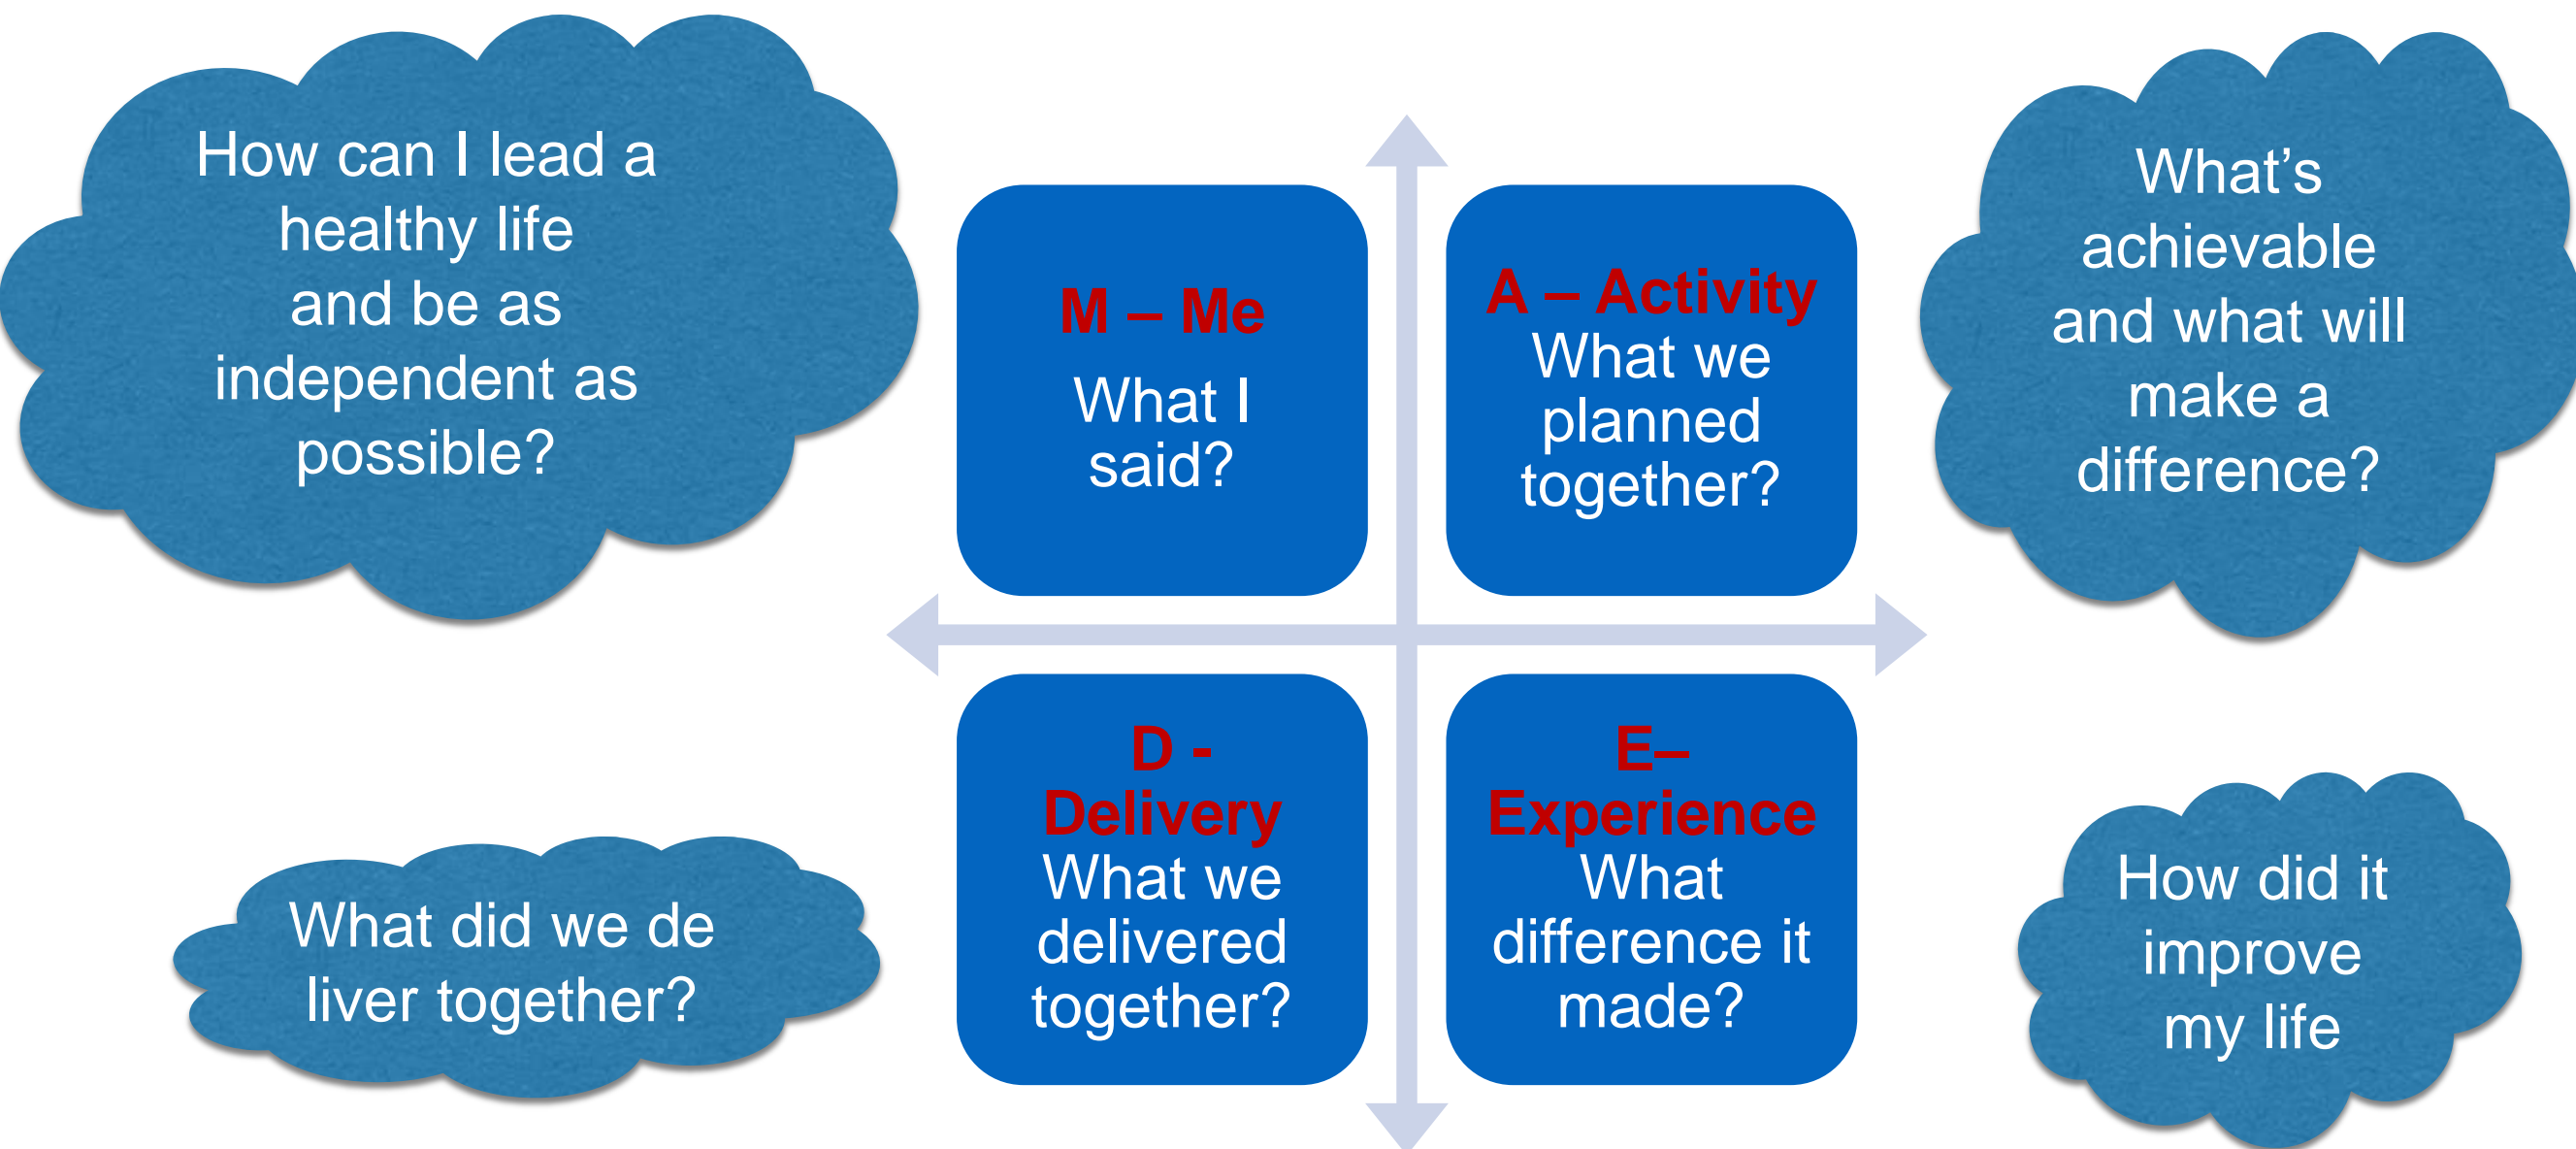 How can I lead a
healthy life
and be as
independent as
possible?
M – Me
What I
said?
A – Activity
What we
planned
together?
What’s
achievable
and what will
make a
difference?
What did we de
liver together?
D -
Delivery
What we
delivered
together?
E–
Experience
What
difference it
made?
How did it
improve
my life